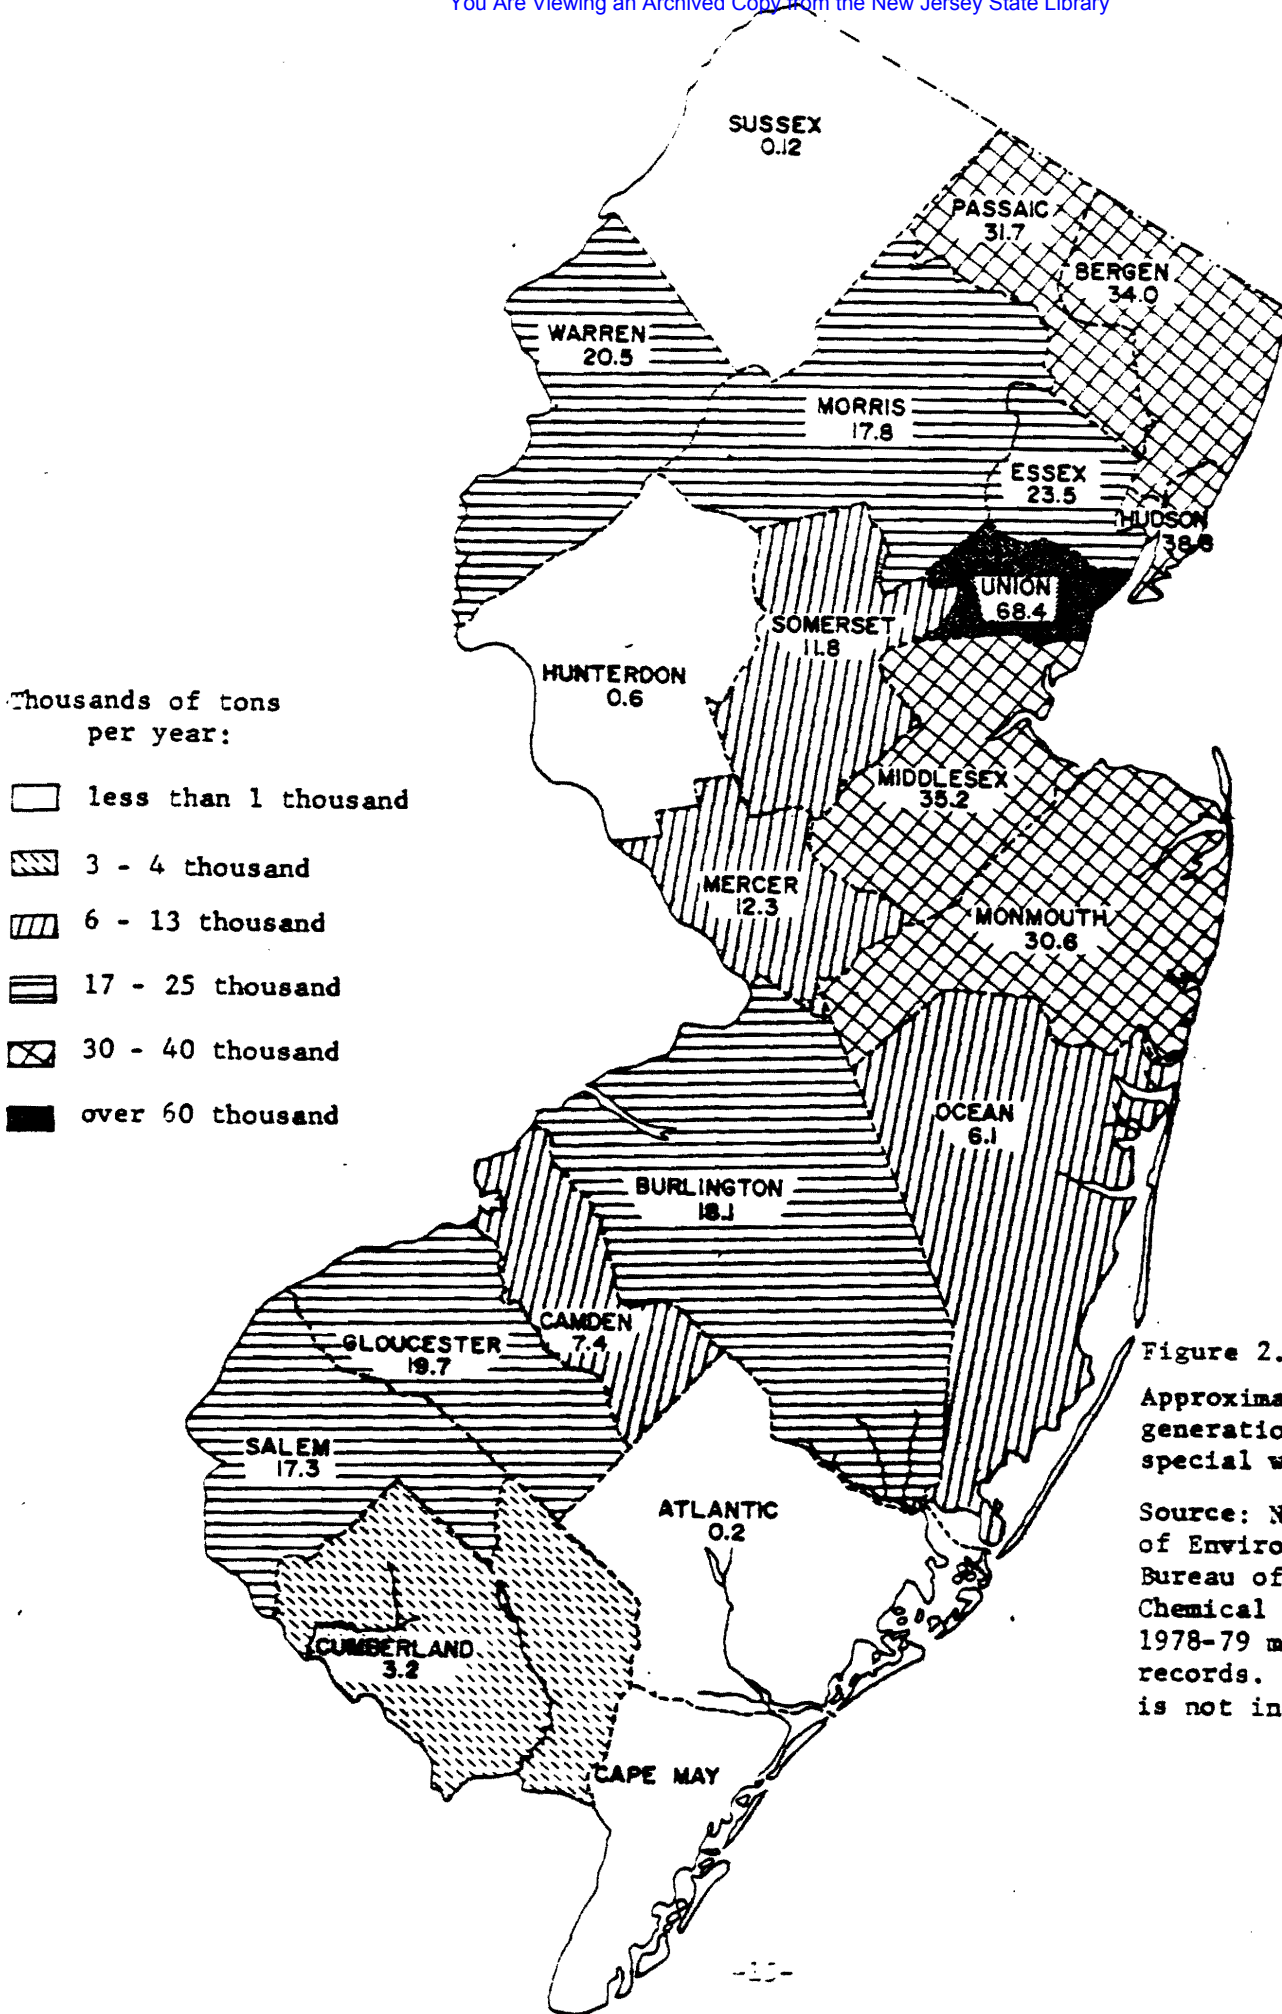 You Are Viewing an Archived Copy from the New Jersey State Library
SUSSEX
0.12
PASSAIC
31.7
BERGEN
34.0
WARREN
20.5
MORRIS
17.8
ESSEX
23.5
HUDSON
UNION
68.4
SOMERSET
11.8
HUNTERDON
0.6
MIDDLESEX
35.2
MERCER
12.3
MONMOUTH
30.6
Thousands of tons
per year:
less than 1 thousand
3 - 4 thousand
6 - 13 thousand
17 - 25 thousand
30 - 40 thousand
over 60 thousand
OCEAN
6.1
BURLINGTON
18.1
CAMDEN
7.4
GLOUCESTER
19.7
SALEM
17.3
ATLANTIC
0.2
CUMBERLAND
3.2
CAPE MAY
Figure 2.
Approxima
generatio
special w
Source: N
of Enviro
Bureau of
Chemical
1978-79 m
records.
is not in